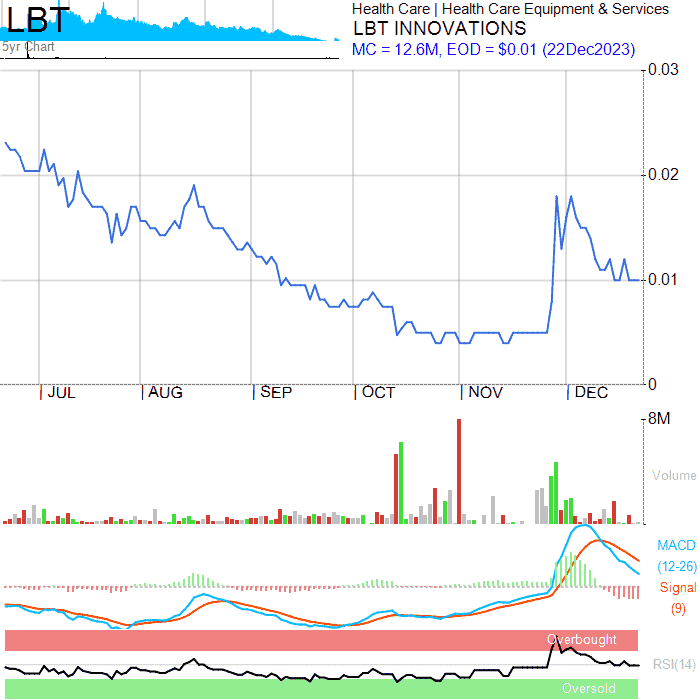 LBT
5yr Chart
Health Care | Health Care Equipment & Services
LBT INNOVATIONS
MC = 12.6M, EOD = $0.01 (22Dec2023)
0.03
0.02
0.01
0
JUL AUG SEP OCT NOV DEC
8M
Volume
MACD
(12-26)
Signal
(9)
Overbought
RSI(14)
Oversold